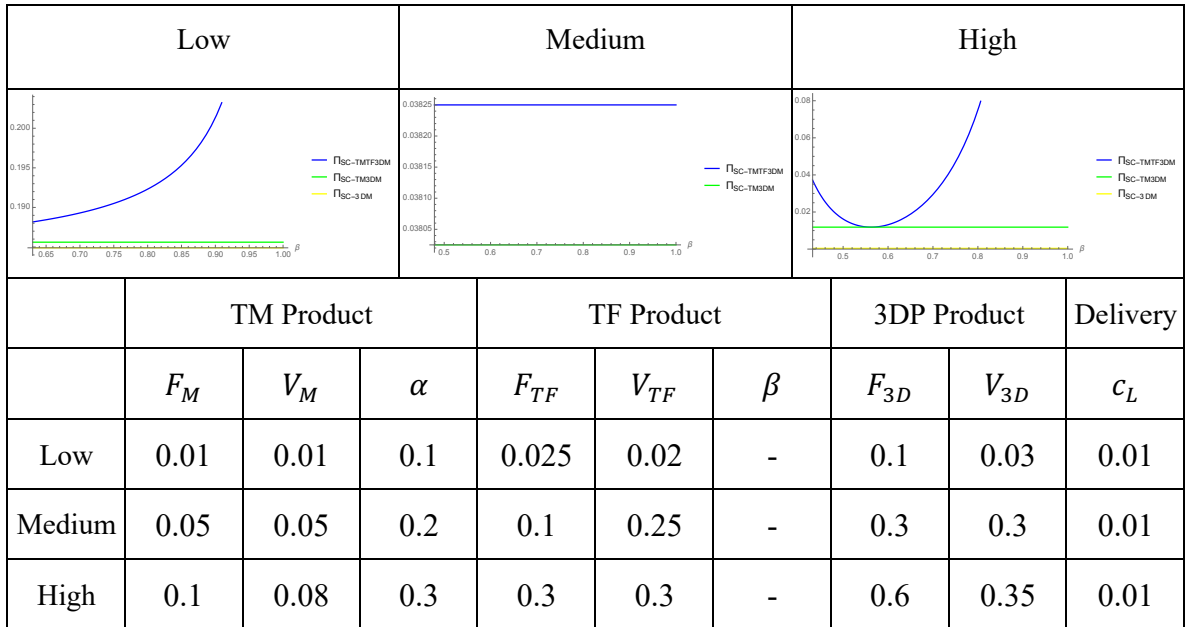 Low Medium High
0.200
0.195
0.190
0.65 0.70 0.75 0.80 0.85 0.90 0.95 1.00
β
Π_SC-TMTF3DM
Π_SC-TM3DM
Π_SC-3 DM
0.03825
0.03820
0.03815
0.03810
0.03805
0.5 0.6 0.7 0.8 0.9 1.0
β
Π_SC-TMTF3DM
Π_SC-TM3DM
0.08
0.06
0.04
0.02
0.5 0.6 0.7 0.8 0.9 1.0
β
Π_SC-TMTF3DM
Π_SC-TM3DM
Π_SC-3 DM
TM Product TF Product 3DP Product Delivery
F_M V_M α F_TF V_TF β F_3D V_3D c_L
Low 0.01 0.01 0.1 0.025 0.02 - 0.1 0.03 0.01
Medium 0.05 0.05 0.2 0.1 0.25 - 0.3 0.3 0.01
High 0.1 0.08 0.3 0.3 0.3 - 0.6 0.35 0.01